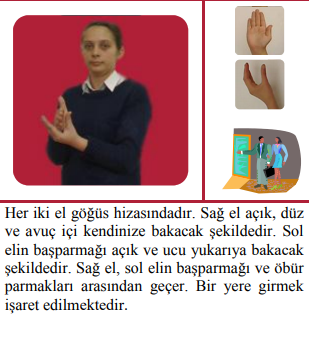 Her iki el göğüs hizasındadır. Sağ el açık, düz
ve avuç içi kendinize bakacak şekildedir. Sol
elin başparmağı açık ve ucu yukarıya bakacak
şekildedir. Sağ el, sol elin başparmağı ve öbür
parmakları arasından geçer. Bir yere girmek
işaret edilmektedir.